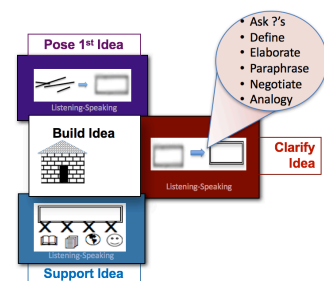 Pose 1st Idea
Listening-Speaking
• Ask ?'s
• Define
• Elaborate
• Paraphrase
• Negotiate
• Analogy
Build Idea
Listening-Speaking
Clarify
Idea
X X X X
Listening-Speaking
Support Idea